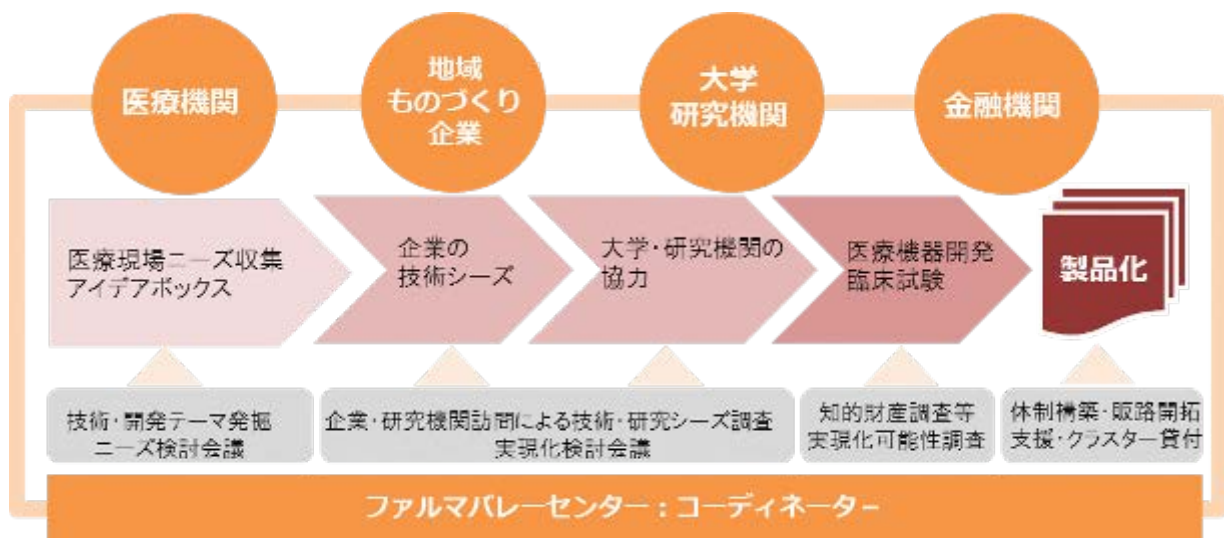 医療機関
地域
ものづくり
企業
大学
研究機関
金融機関
医療現場ニーズ収集
アイデアボックス
企業の
技術シーズ
大学・研究機関の
協力
医療機器開発
臨床試験
製品化
技術・開発テーマ発掘
ニーズ検討会議
企業・研究機関訪問による技術・研究シーズ調査
実現化検討会議
知的財産調査等
実現化可能性調査
体制構築・販路開拓
支援・クラスター貸付
ファルマバレーセンター：コーディネーター